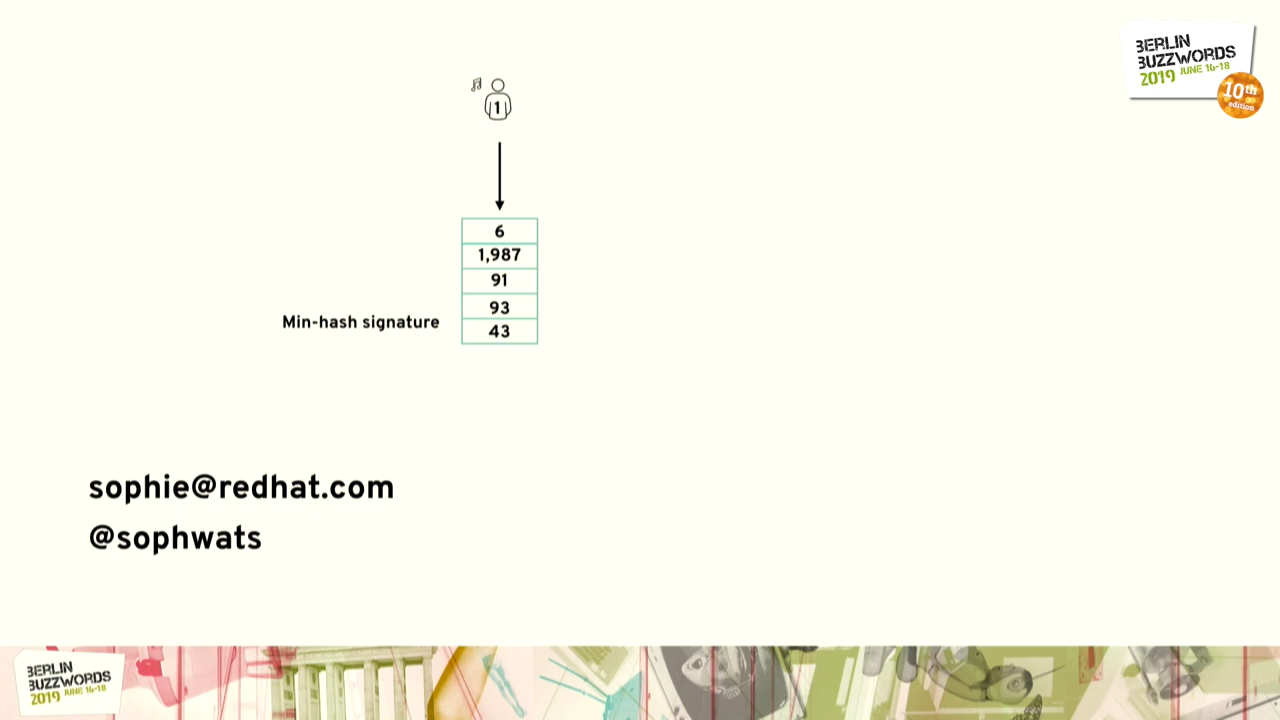 BERLIN
BUZZWORDS
2019 JUNE 16-18
10th
edition
1
6
1,987
91
93
43
Min-hash signature
sophie@redhat.com
@sophwats
BERLIN
BUZZWORDS
2019 JUNE 16-18